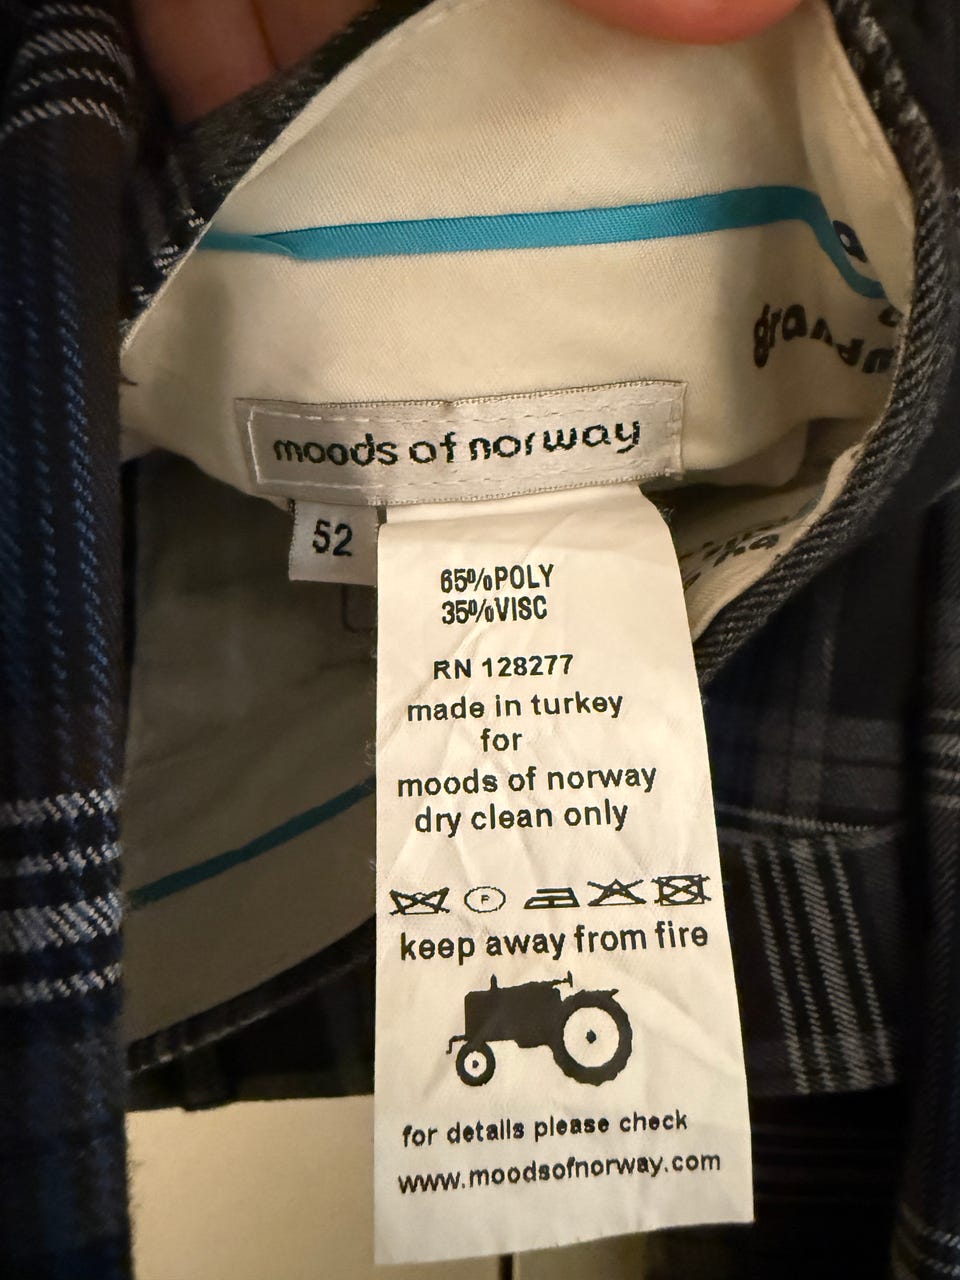 moods of norway
52
65%POLY
35%VISC
RN 128277
made in turkey
for
moods of norway
dry clean only
P
keep away from fire
for details please check
www.moodsofnorway.com